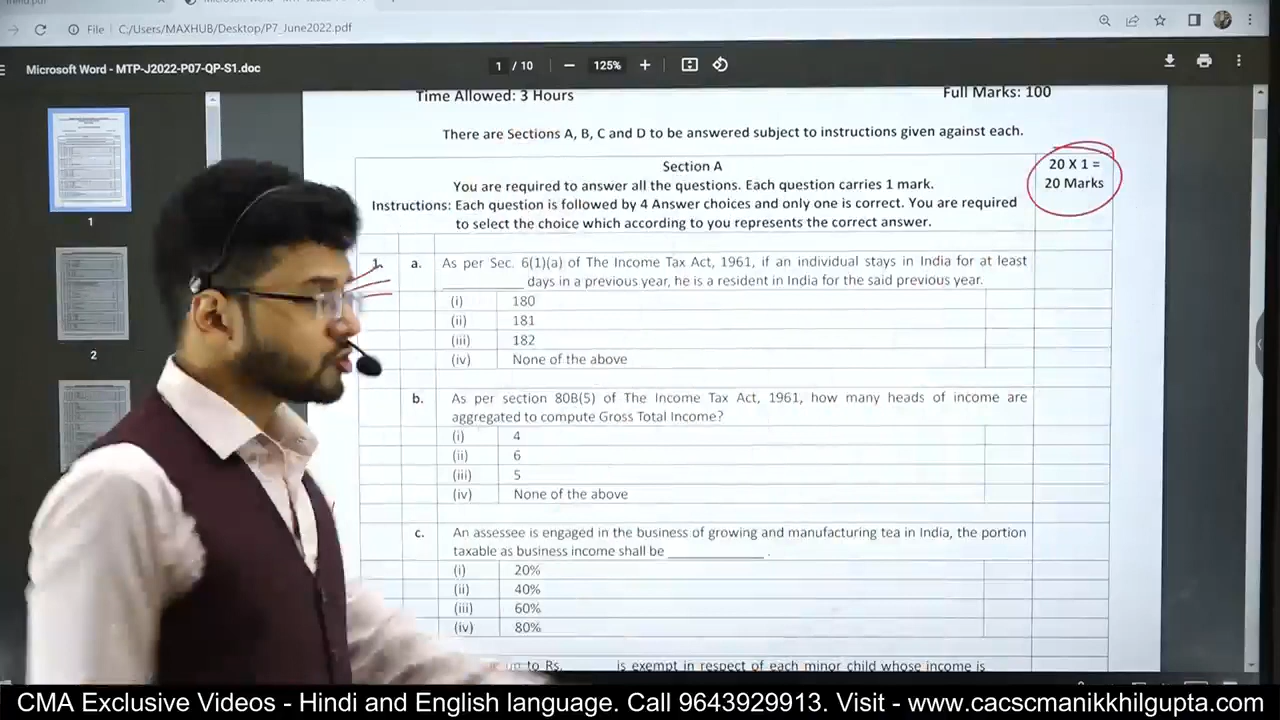 File C:/Users/MAXHUB/Desktop/P7_June2022.pdf
Microsoft Word - MTP-J2022-P07-QP-S1.doc
1 / 10
125%
Time Allowed: 3 Hours
Full Marks: 100
There are Sections A, B, C and D to be answered subject to instructions given against each.
Section A
20 X 1 =
20 Marks
You are required to answer all the questions. Each question carries 1 mark.
Instructions: Each question is followed by 4 Answer choices and only one is correct. You are required
to select the choice which according to you represents the correct answer.
1. a. As per Sec. 6(1)(a) of The Income Tax Act, 1961, if an individual stays in India for at least
__________ days in a previous year, he is a resident in India for the said previous year.
(i) 180
(ii) 181
(iii) 182
(iv) None of the above
b. As per section 80B(5) of The Income Tax Act, 1961, how many heads of income are
aggregated to compute Gross Total Income?
(i) 4
(ii) 6
(iii) 5
(iv) None of the above
c. An assessee is engaged in the business of growing and manufacturing tea in India, the portion
taxable as business income shall be ____________ .
(i) 20%
(ii) 40%
(iii) 60%
(iv) 80%
up to Rs. ______ is exempt in respect of each minor child whose income is
1
2
CMA Exclusive Videos - Hindi and English language. Call 9643929913. Visit - www.cacscmanikkhilgupta.com